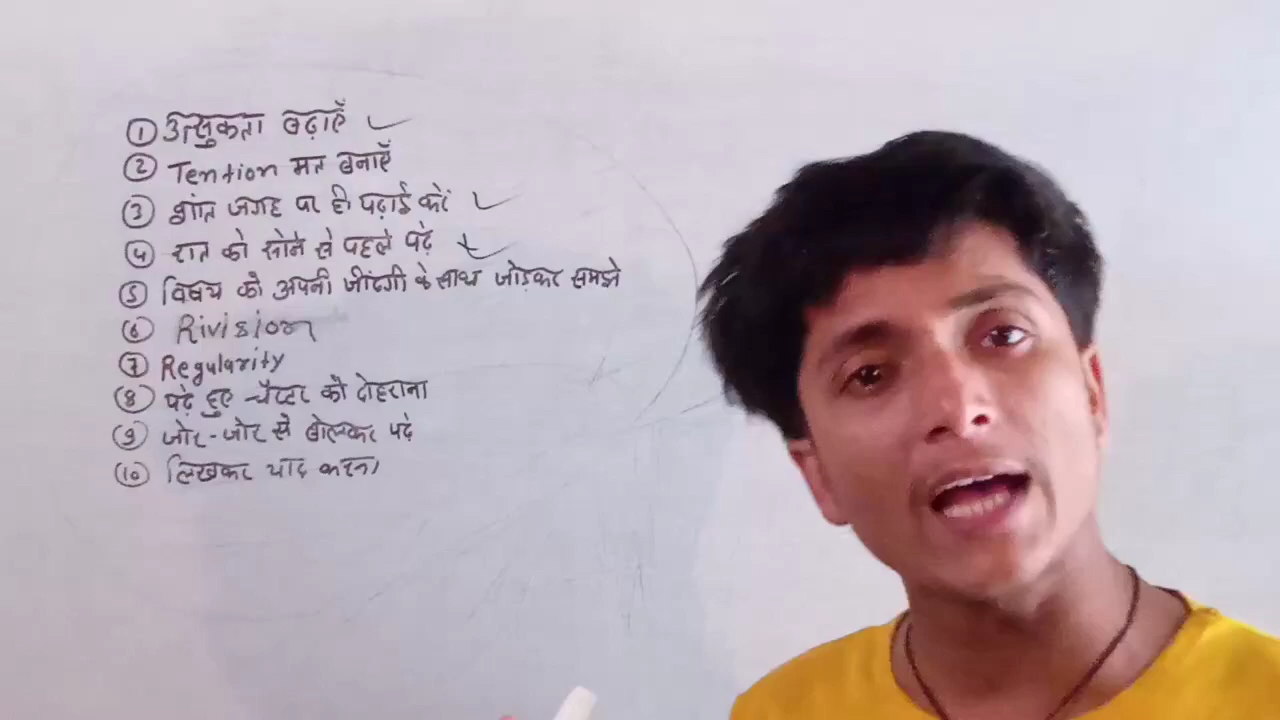 ① उत्सुकता बढ़ाएँ ✓
② Tention मत बनाएँ
③ शांत जगह पर ही पढ़ाई करें ✓
④ रात को सोने से पहले पढ़ें ✓
⑤ विषय को अपनी जींदगी के साथ जोड़कर समझे
⑥ Rivision
⑦ Regularity
⑧ पढ़े हुए चैप्टर को दोहराना
⑨ जोर-जोर से बोलकर पढ़ें
⑩ लिखकर याद करना